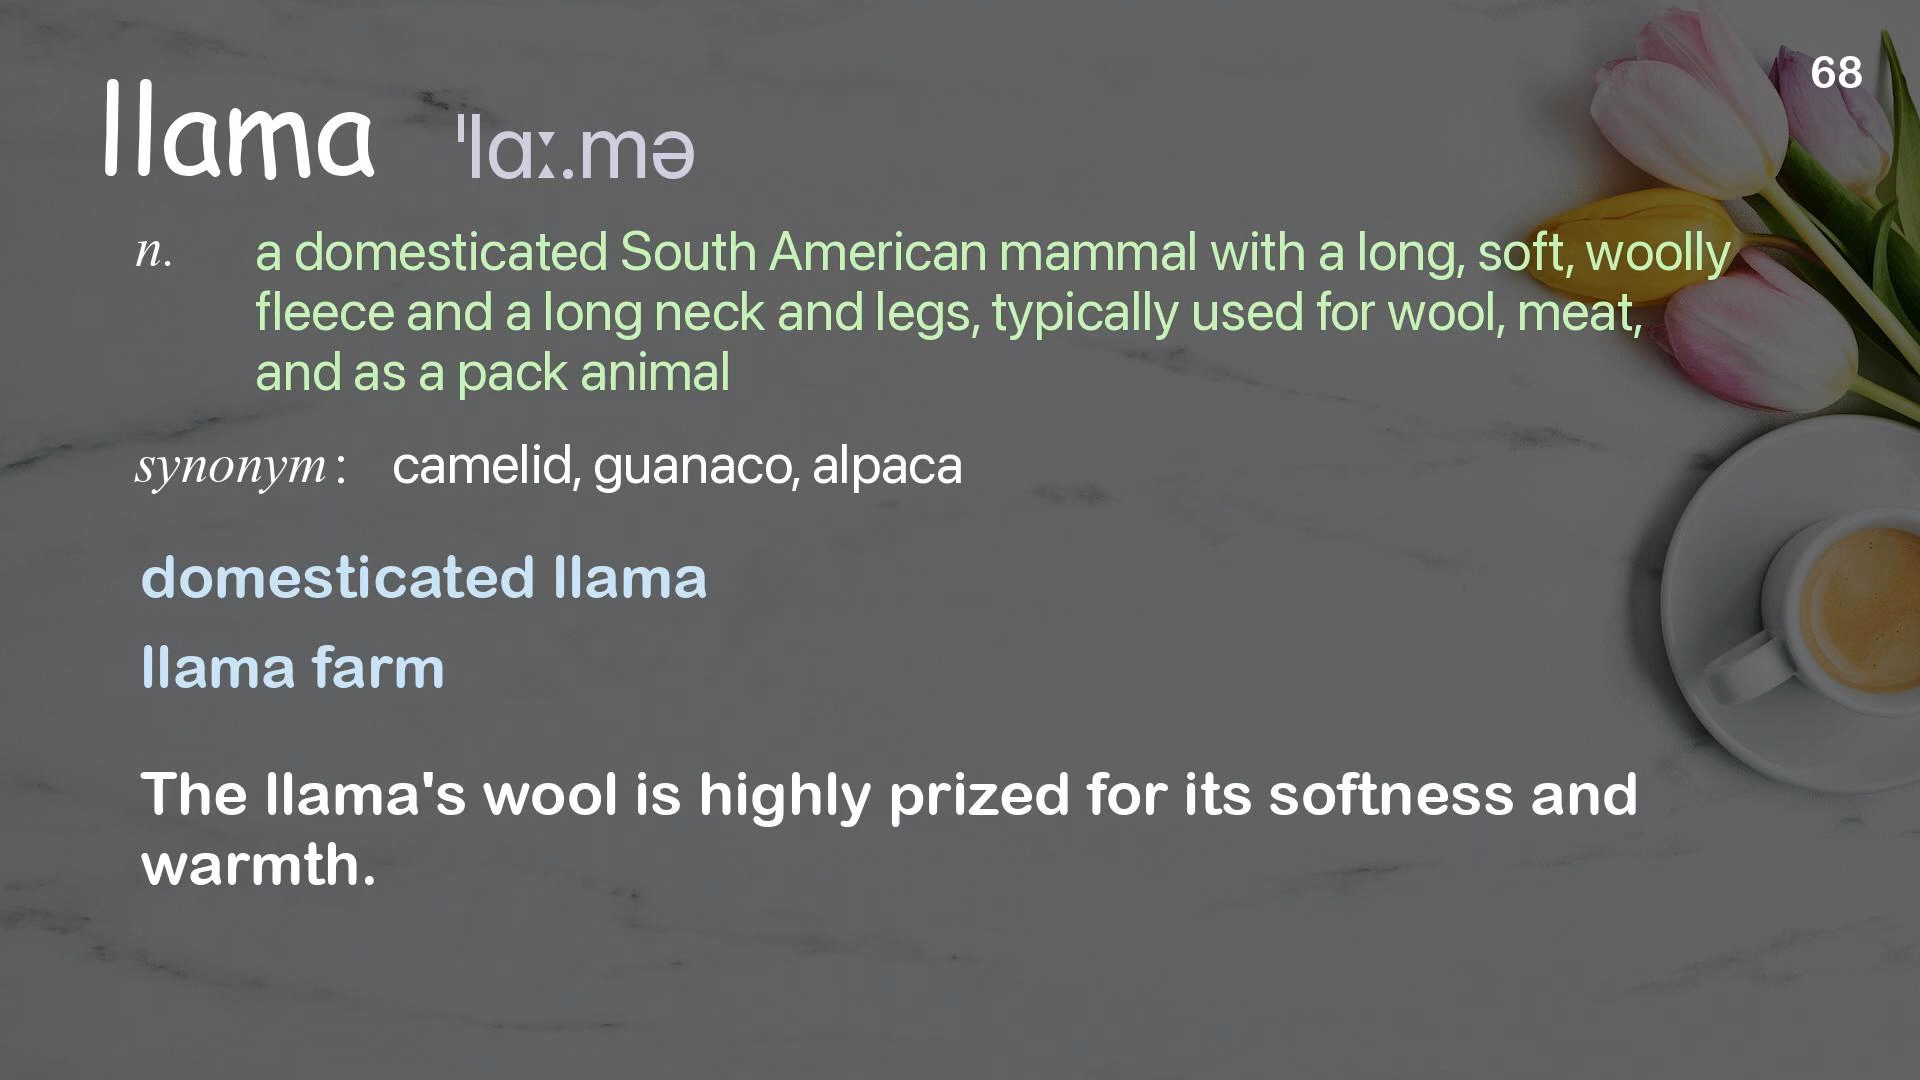 68
llama ˈlɑː.mə
n. a domesticated South American mammal with a long, soft, woolly
fleece and a long neck and legs, typically used for wool, meat,
and as a pack animal
synonym : camelid, guanaco, alpaca
domesticated llama
llama farm
The llama's wool is highly prized for its softness and
warmth.